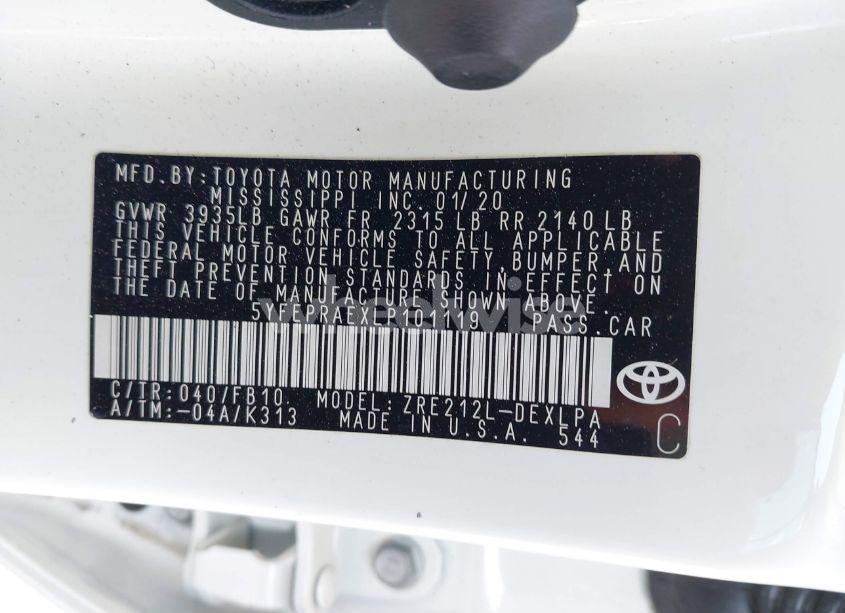 MFD.BY:TOYOTA MOTOR MANUFACTURING
MISSISSIPPI INC. 01/20
GVWR 3935LB GAWR FR 2315 LB RR 2140 LB
THIS VEHICLE CONFORMS TO ALL APPLICABLE
FEDERAL MOTOR VEHICLE SAFETY, BUMPER, AND
THEFT PREVENTION STANDARDS IN EFFECT ON
THE DATE OF MANUFACTURE SHOWN ABOVE.
PASS.CAR
C/TR:040/FB10 MODEL:ZRE212L-DEXLPA
A/TM:-04A/K313 MADE IN U.S.A. 544
C